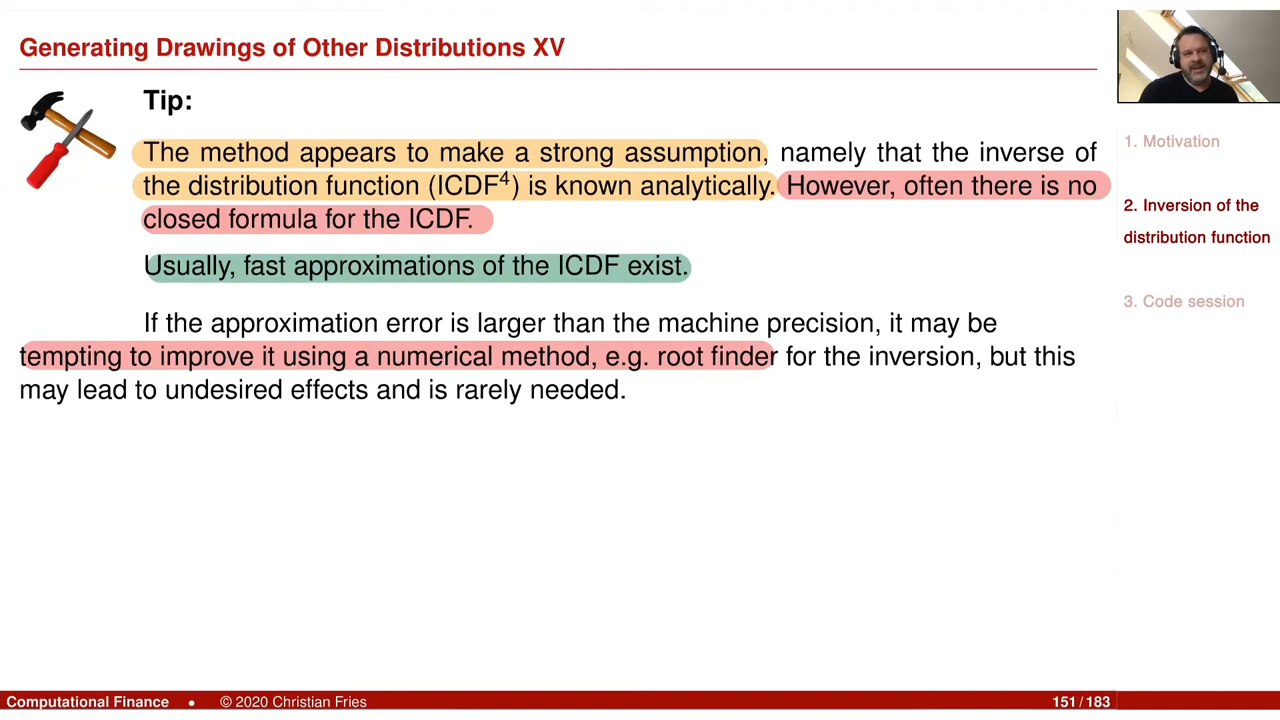 Generating Drawings of Other Distributions XV
Tip:
The method appears to make a strong assumption, namely that the inverse of
the distribution function (ICDF⁴) is known analytically. However, often there is no
closed formula for the ICDF.
Usually, fast approximations of the ICDF exist.
If the approximation error is larger than the machine precision, it may be
tempting to improve it using a numerical method, e.g. root finder for the inversion, but this
may lead to undesired effects and is rarely needed.
1. Motivation
2. Inversion of the
distribution function
3. Code session
Computational Finance • © 2020 Christian Fries 151 / 183